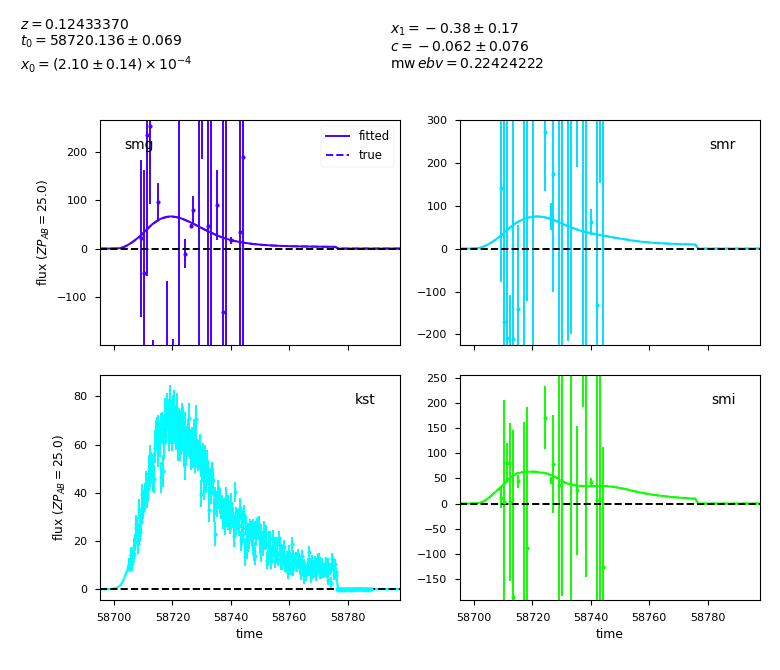 z = 0.12433370
t₀ = 58720.136 ± 0.069
x₀ = (2.10 ± 0.14) × 10⁻⁴
x₁ = −0.38 ± 0.17
c = −0.062 ± 0.076
mwebv = 0.22424222
smg
fitted
true
200
100
0
−100
flux (ZP_AB = 25.0)
smr
300
200
100
0
−100
−200
kst
80
60
40
20
0
flux (ZP_AB = 25.0)
58700 58720 58740 58760 58780
time
smi
250
200
150
100
50
0
−50
−100
−150
58700 58720 58740 58760 58780
time